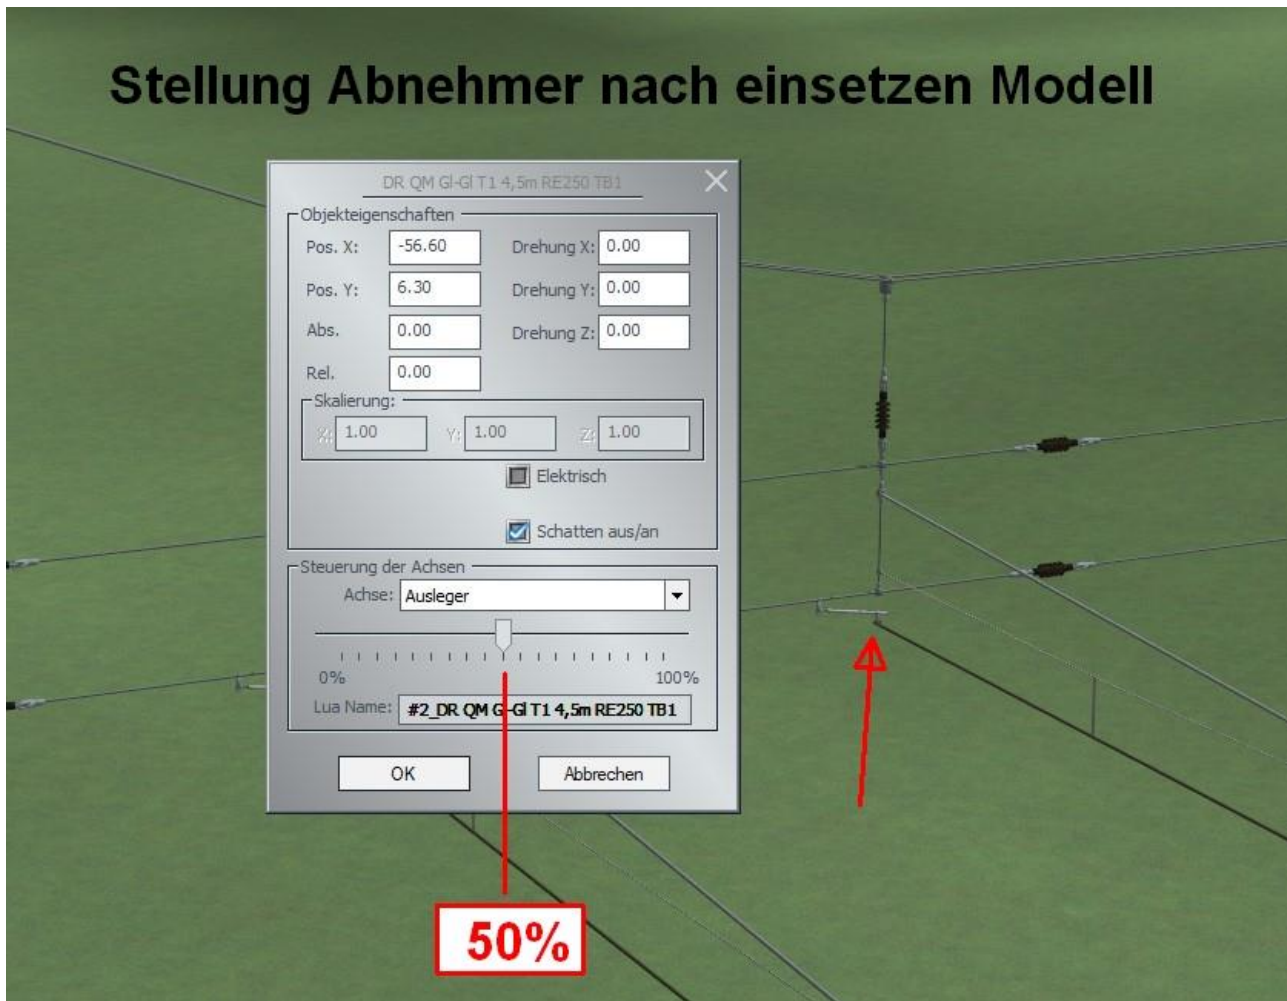 Stellung Abnehmer nach einsetzen Modell
DR QM Gl-Gl T1 4,5m RE250 TB1
Objekteigenschaften
Pos. X: -56.60 Drehung X: 0.00
Pos. Y: 6.30 Drehung Y: 0.00
Abs. 0.00 Drehung Z: 0.00
Rel. 0.00
Skalierung:
X: 1.00 Y: 1.00 Z: 1.00
Elektrisch
Schatten aus/an
Steuerung der Achsen
Achse: Ausleger
0% 100%
Lua Name: #2_DR QM Gl-Gl T1 4,5m RE250 TB1
OK Abbrechen
50%